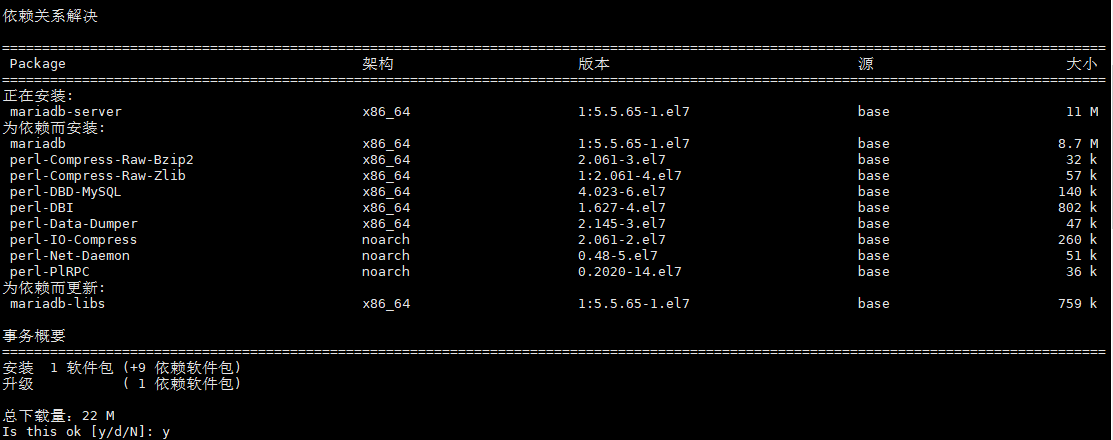 依赖关系解决
================================================================================
Package 架构 版本 源 大小
================================================================================
正在安装:
mariadb-server x86_64 1:5.5.65-1.el7 base 11 M
为依赖而安装:
mariadb x86_64 1:5.5.65-1.el7 base 8.7 M
perl-Compress-Raw-Bzip2 x86_64 2.061-3.el7 base 32 k
perl-Compress-Raw-Zlib x86_64 1:2.061-4.el7 base 57 k
perl-DBD-MySQL x86_64 4.023-6.el7 base 140 k
perl-DBI x86_64 1.627-4.el7 base 802 k
perl-Data-Dumper x86_64 2.145-3.el7 base 47 k
perl-IO-Compress noarch 2.061-2.el7 base 260 k
perl-Net-Daemon noarch 0.48-5.el7 base 51 k
perl-PlRPC noarch 0.2020-14.el7 base 36 k
为依赖而更新:
mariadb-libs x86_64 1:5.5.65-1.el7 base 759 k
事务概要
================================================================================
安装 1 软件包 (+9 依赖软件包)
升级 ( 1 依赖软件包)
总下载量：22 M
Is this ok [y/d/N]: y